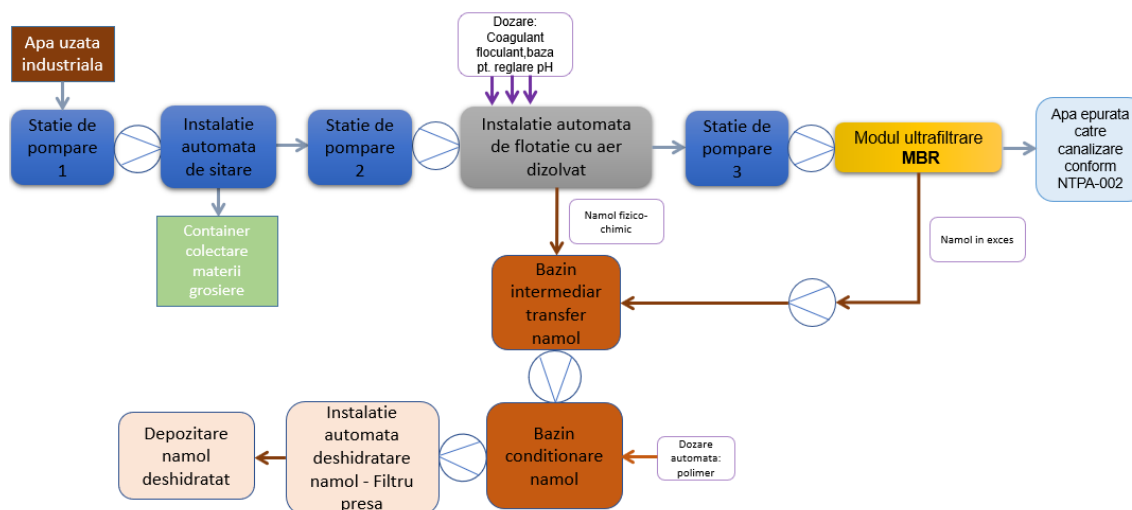 Apa uzata
industriala
Dozare:
Coagulant
floculant,baza
pt. reglare pH
Statie de
pompare
1
Instalatie
automata
de sitare
Statie de
pompare
2
Instalatie automata
de flotatie cu aer
dizolvat
Statie de
pompare
3
Modul ultrafiltrare
MBR
Apa epurata
catre
canalizare
conform
NTPA-002
Container
colectare
materii
grosiere
Namol fizico-
chimic
Namol in exces
Bazin
intermediar
transfer
namol
Depozitare
namol
deshidratat
Instalatie
automata
deshidratare
namol - Filtru
presa
Bazin
conditionare
namol
Dozare
automata:
polimer